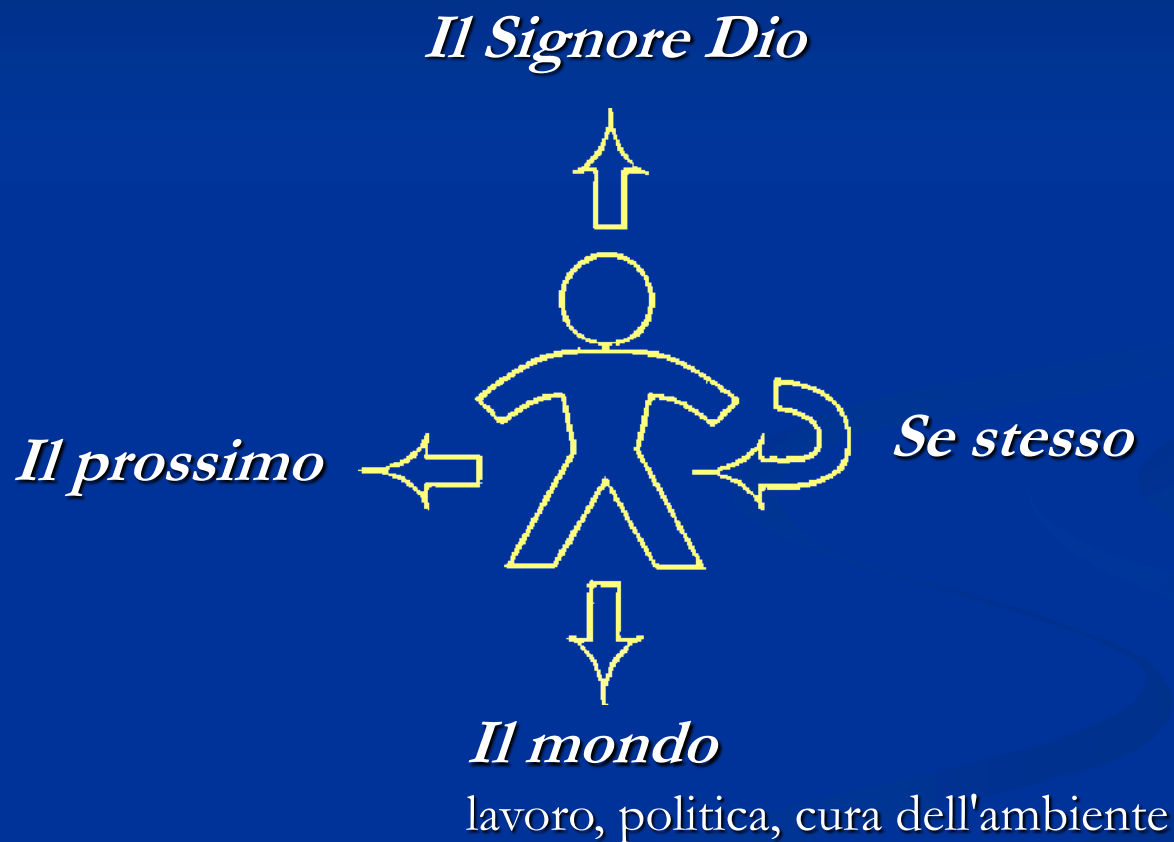 Il Signore Dio
Il prossimo
Se stesso
Il mondo
lavoro, politica, cura dell'ambiente